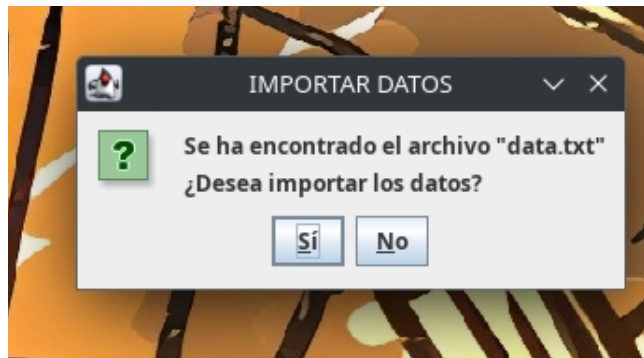 IMPORTAR DATOS
Se ha encontrado el archivo "data.txt"
¿Desea importar los datos?
Sí
No